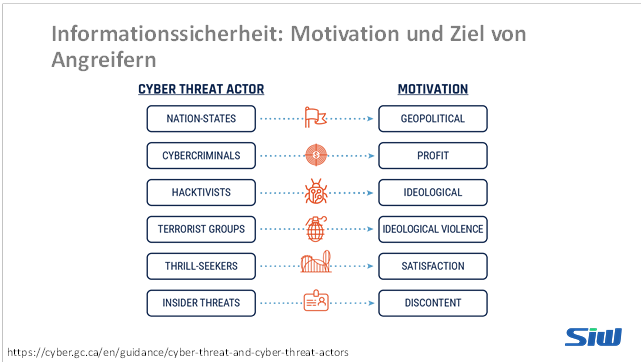 Informationssicherheit: Motivation und Ziel von
Angreifern
CYBER THREAT ACTOR MOTIVATION
NATION-STATES GEOPOLITICAL
CYBERCRIMINALS $ PROFIT
HACKTIVISTS IDEOLOGICAL
TERRORIST GROUPS IDEOLOGICAL VIOLENCE
THRILL-SEEKERS SATISFACTION
INSIDER THREATS DISCONTENT
SiW
https://cyber.gc.ca/en/guidance/cyber-threat-and-cyber-threat-actors